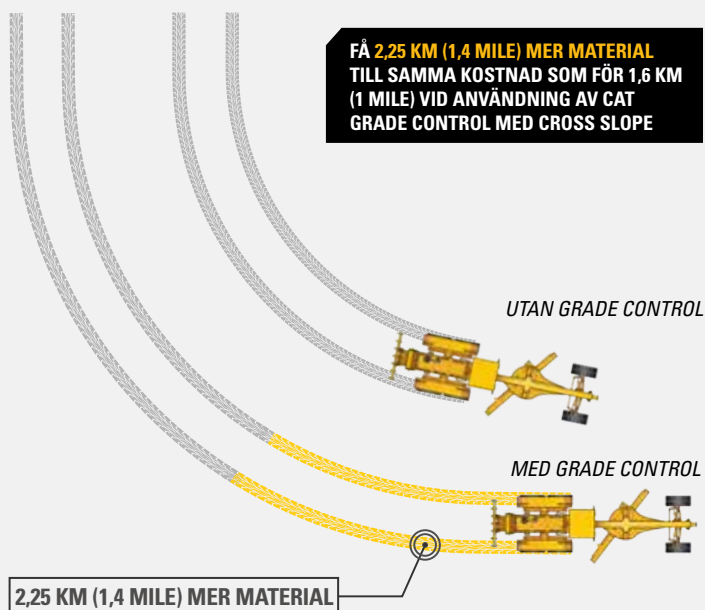 FÅ 2,25 KM (1,4 MILE) MER MATERIAL
TILL SAMMA KOSTNAD SOM FÖR 1,6 KM
(1 MILE) VID ANVÄNDNING AV CAT
GRADE CONTROL MED CROSS SLOPE
UTAN GRADE CONTROL
MED GRADE CONTROL
2,25 KM (1,4 MILE) MER MATERIAL